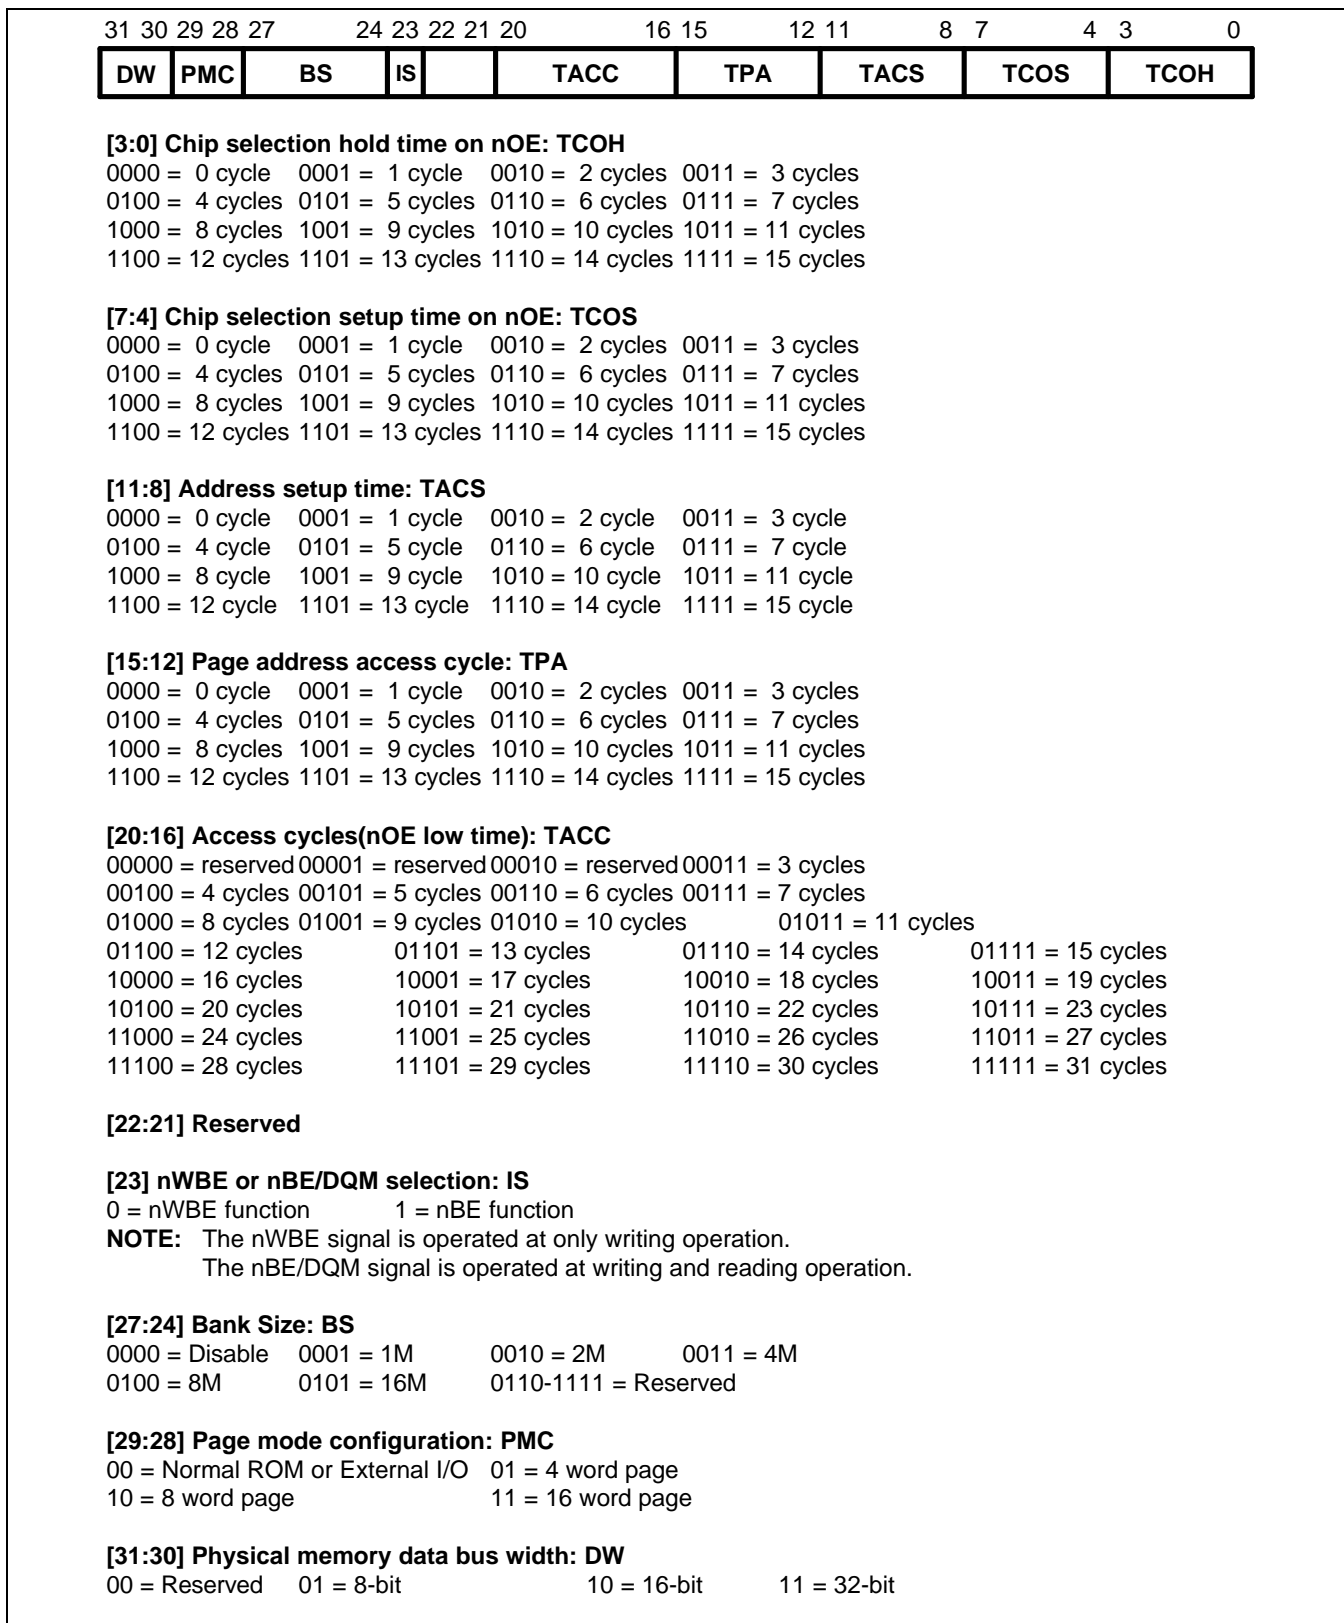 31 30 29 28 27 24 23 22 21 20 16 15 12 11 8 7 4 3 0
DW PMC BS IS TACC TPA TACS TCOS TCOH
[3:0] Chip selection hold time on nOE: TCOH
0000 = 0 cycle 0001 = 1 cycle 0010 = 2 cycles 0011 = 3 cycles
0100 = 4 cycles 0101 = 5 cycles 0110 = 6 cycles 0111 = 7 cycles
1000 = 8 cycles 1001 = 9 cycles 1010 = 10 cycles 1011 = 11 cycles
1100 = 12 cycles 1101 = 13 cycles 1110 = 14 cycles 1111 = 15 cycles
[7:4] Chip selection setup time on nOE: TCOS
0000 = 0 cycle 0001 = 1 cycle 0010 = 2 cycles 0011 = 3 cycles
0100 = 4 cycles 0101 = 5 cycles 0110 = 6 cycles 0111 = 7 cycles
1000 = 8 cycles 1001 = 9 cycles 1010 = 10 cycles 1011 = 11 cycles
1100 = 12 cycles 1101 = 13 cycles 1110 = 14 cycles 1111 = 15 cycles
[11:8] Address setup time: TACS
0000 = 0 cycle 0001 = 1 cycle 0010 = 2 cycle 0011 = 3 cycle
0100 = 4 cycle 0101 = 5 cycle 0110 = 6 cycle 0111 = 7 cycle
1000 = 8 cycle 1001 = 9 cycle 1010 = 10 cycle 1011 = 11 cycle
1100 = 12 cycle 1101 = 13 cycle 1110 = 14 cycle 1111 = 15 cycle
[15:12] Page address access cycle: TPA
0000 = 0 cycle 0001 = 1 cycle 0010 = 2 cycles 0011 = 3 cycles
0100 = 4 cycles 0101 = 5 cycles 0110 = 6 cycles 0111 = 7 cycles
1000 = 8 cycles 1001 = 9 cycles 1010 = 10 cycles 1011 = 11 cycles
1100 = 12 cycles 1101 = 13 cycles 1110 = 14 cycles 1111 = 15 cycles
[20:16] Access cycles(nOE low time): TACC
00000 = reserved 00001 = reserved 00010 = reserved 00011 = 3 cycles
00100 = 4 cycles 00101 = 5 cycles 00110 = 6 cycles 00111 = 7 cycles
01000 = 8 cycles 01001 = 9 cycles 01010 = 10 cycles 01011 = 11 cycles
01100 = 12 cycles 01101 = 13 cycles 01110 = 14 cycles 01111 = 15 cycles
10000 = 16 cycles 10001 = 17 cycles 10010 = 18 cycles 10011 = 19 cycles
10100 = 20 cycles 10101 = 21 cycles 10110 = 22 cycles 10111 = 23 cycles
11000 = 24 cycles 11001 = 25 cycles 11010 = 26 cycles 11011 = 27 cycles
11100 = 28 cycles 11101 = 29 cycles 11110 = 30 cycles 11111 = 31 cycles
[22:21] Reserved
[23] nWBE or nBE/DQM selection: IS
0 = nWBE function 1 = nBE function
NOTE: The nWBE signal is operated at only writing operation.
The nBE/DQM signal is operated at writing and reading operation.
[27:24] Bank Size: BS
0000 = Disable 0001 = 1M 0010 = 2M 0011 = 4M
0100 = 8M 0101 = 16M 0110-1111 = Reserved
[29:28] Page mode configuration: PMC
00 = Normal ROM or External I/O 01 = 4 word page
10 = 8 word page 11 = 16 word page
[31:30] Physical memory data bus width: DW
00 = Reserved 01 = 8-bit 10 = 16-bit 11 = 32-bit